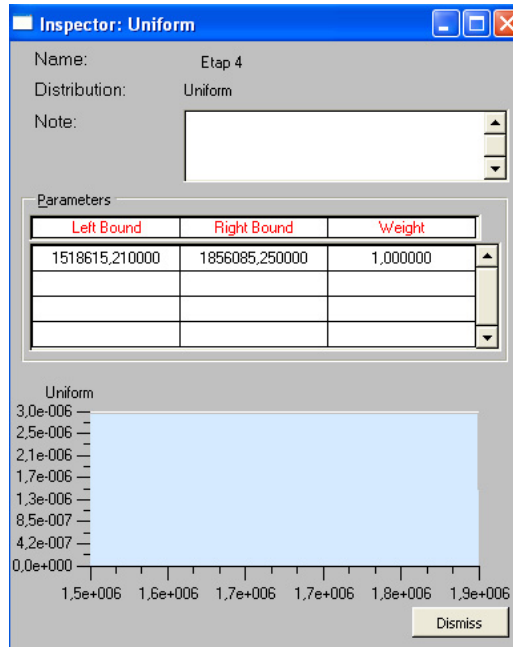 Inspector: Uniform
Name: Etap 4
Distribution: Uniform
Note:
Parameters
Left Bound Right Bound Weight
1518615,210000 1856085,250000 1,000000
Uniform
3,0e-006
2,5e-006
2,1e-006
1,7e-006
1,3e-006
8,5e-007
4,2e-007
0,0e+000
1,5e+006 1,6e+006 1,7e+006 1,7e+006 1,8e+006 1,9e+006
Dismiss